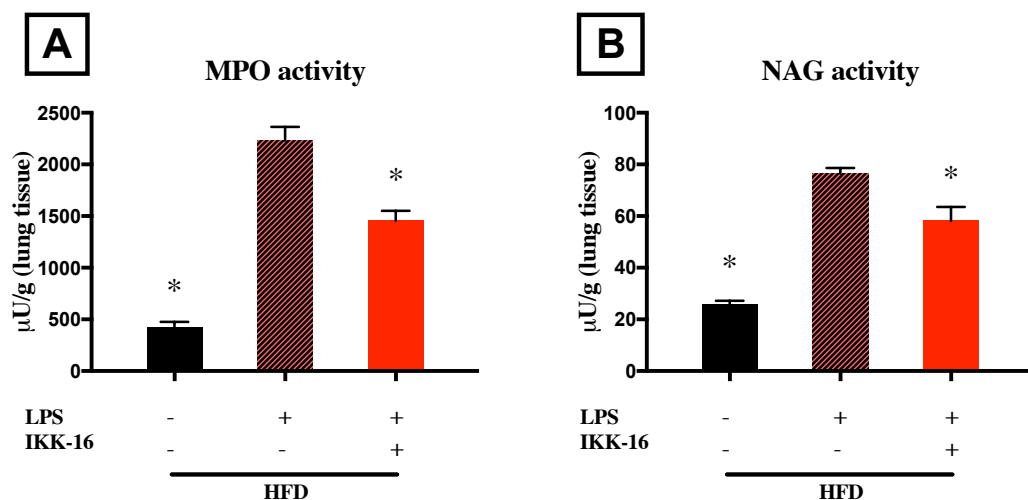 A
MPO activity
μU/g (lung tissue)
2500
2000
1500
1000
500
0
*
*
LPS - + +
IKK-16 - - +
HFD
B
NAG activity
μU/g (lung tissue)
100
80
60
40
20
0
*
*
LPS - + +
IKK-16 - - +
HFD